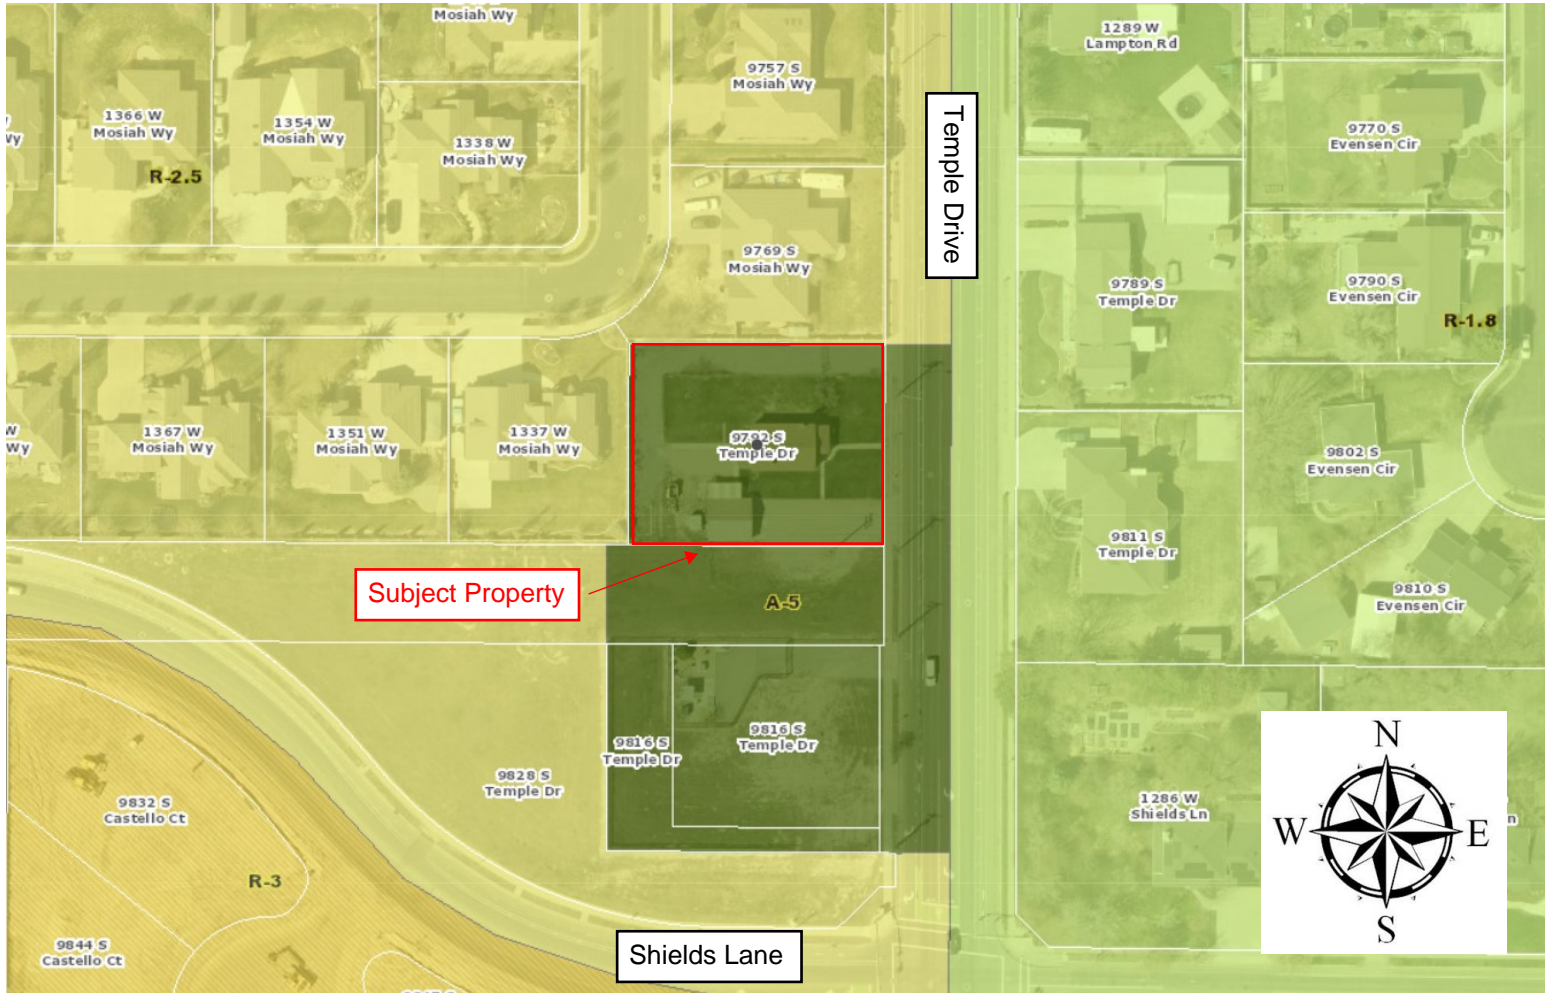 Mosiah Wy
1289 W
Lampton Rd
9757 S
Mosiah Wy
1366 W
Mosiah Wy
1354 W
Mosiah Wy
1338 W
Mosiah Wy
Wy
R-2.5
Temple Drive
9770 S
Evensen Cir
9769 S
Mosiah Wy
9789 S
Temple Dr
9790 S
Evensen Cir
R-1.8
W
Wy
1367 W
Mosiah Wy
1351 W
Mosiah Wy
1337 W
Mosiah Wy
9792 S
Temple Dr
9802 S
Evensen Cir
9811 S
Temple Dr
Subject Property
A-5
9810 S
Evensen Cir
9816 S
Temple Dr
9816 S
Temple Dr
9828 S
Temple Dr
9832 S
Castello Ct
1286 W
Shields Ln
n
N
W
E
S
R-3
9844 S
Castello Ct
Shields Lane